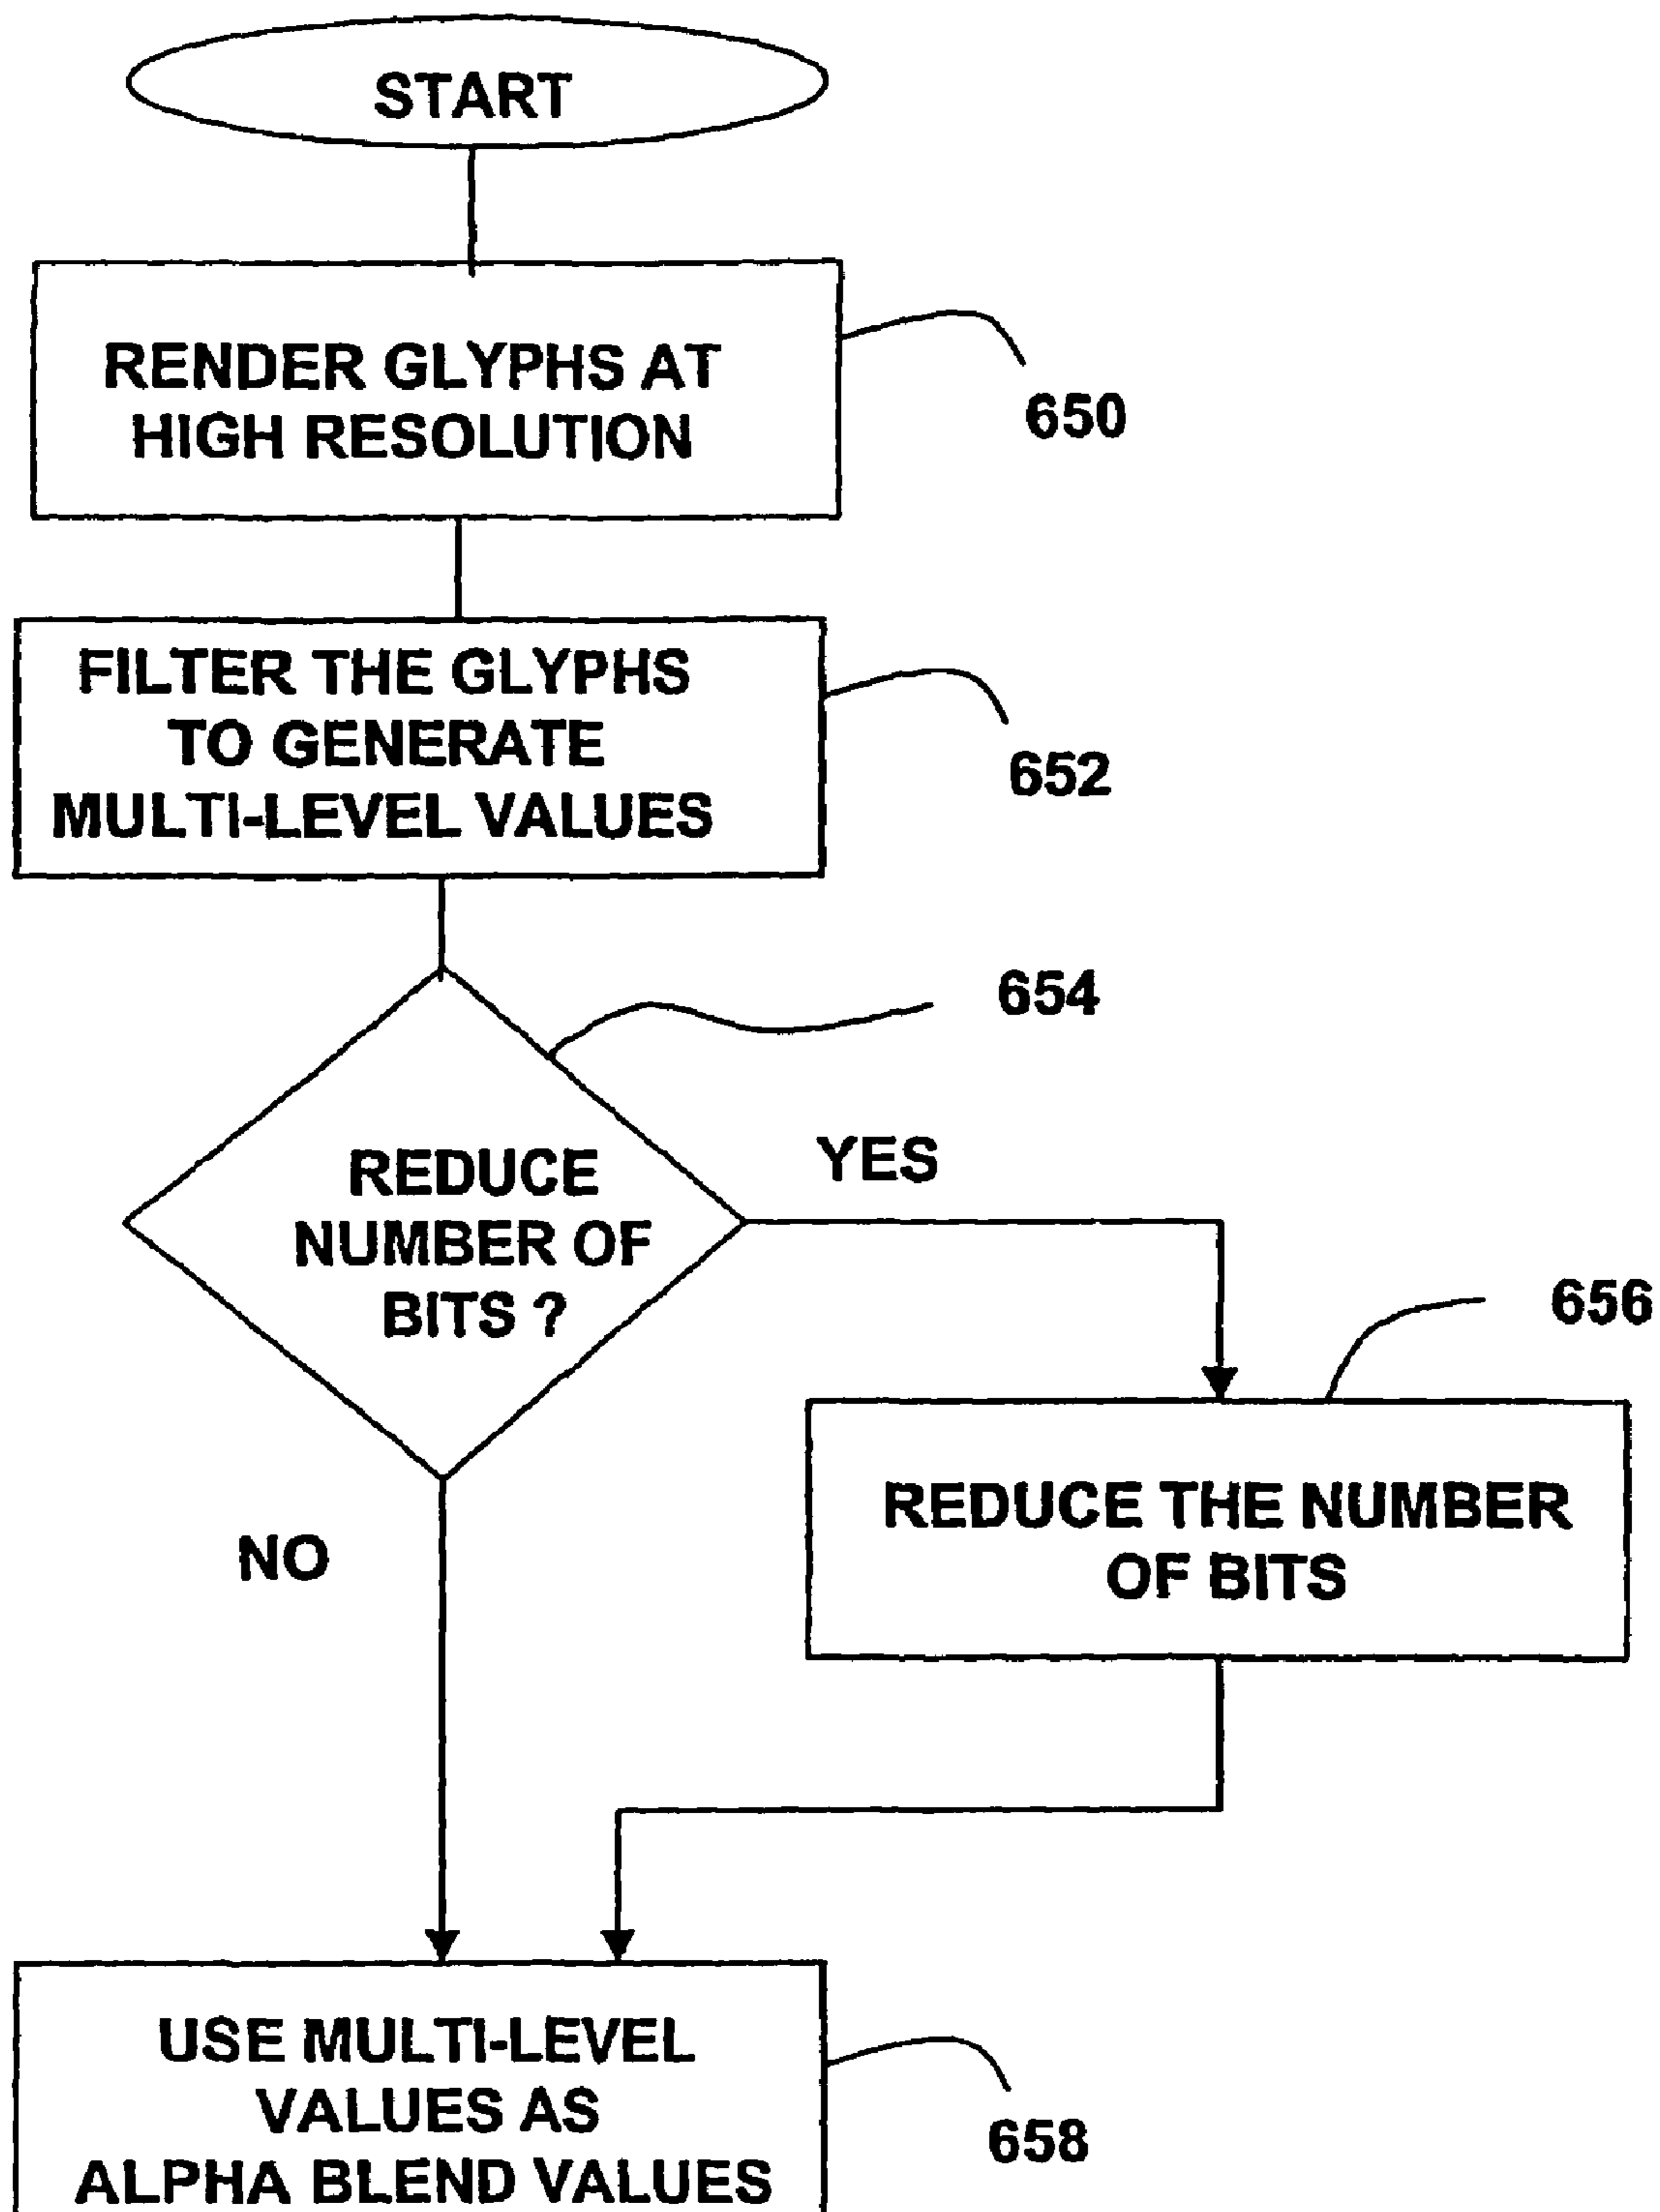 START
RENDER GLYPHS AT
HIGH RESOLUTION
650
FILTER THE GLYPHS
TO GENERATE
MULTI-LEVEL VALUES
652
654
REDUCE
NUMBER OF
BITS ?
YES
656
REDUCE THE NUMBER
OF BITS
NO
USE MULTI-LEVEL
VALUES AS
ALPHA BLEND VALUES
658